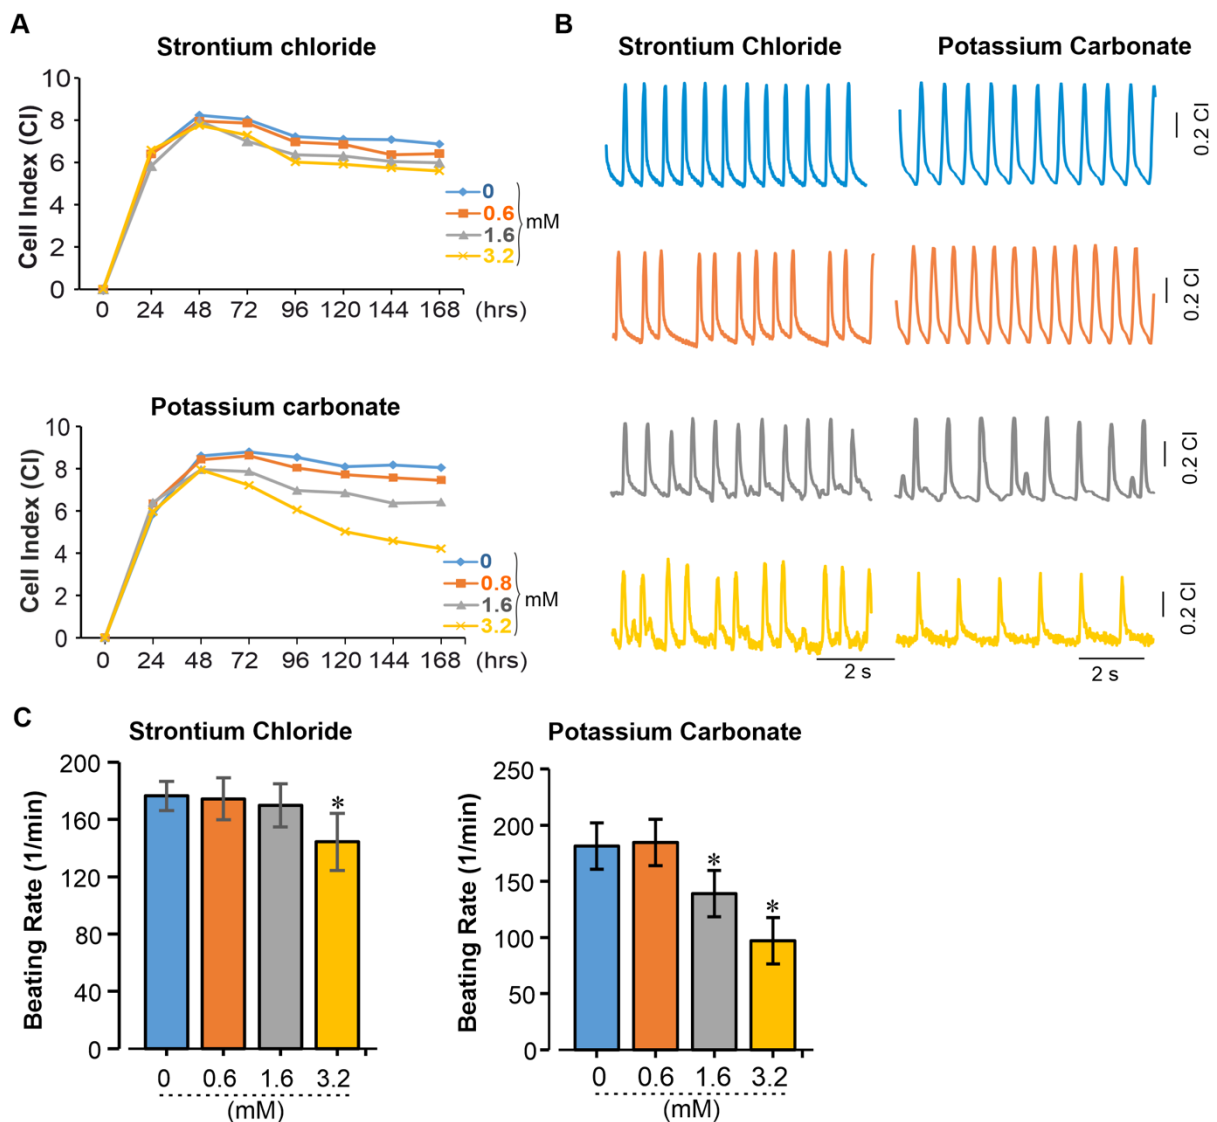 A
Strontium chloride
Cell Index (CI)
10
8
6
4
2
0
0 24 48 72 96 120 144 168 (hrs)
0
0.6
1.6
3.2
mM
Potassium carbonate
Cell Index (CI)
10
8
6
4
2
0
0 24 48 72 96 120 144 168 (hrs)
0
0.8
1.6
3.2
mM
B
Strontium Chloride Potassium Carbonate
0.2 CI
0.2 CI
0.2 CI
0.2 CI
2 s 2 s
C
Strontium Chloride
Beating Rate (1/min)
200
160
120
80
40
0
*
0 0.6 1.6 3.2
(mM)
Potassium Carbonate
Beating Rate (1/min)
250
200
150
100
50
0
*
*
0 0.6 1.6 3.2
(mM)